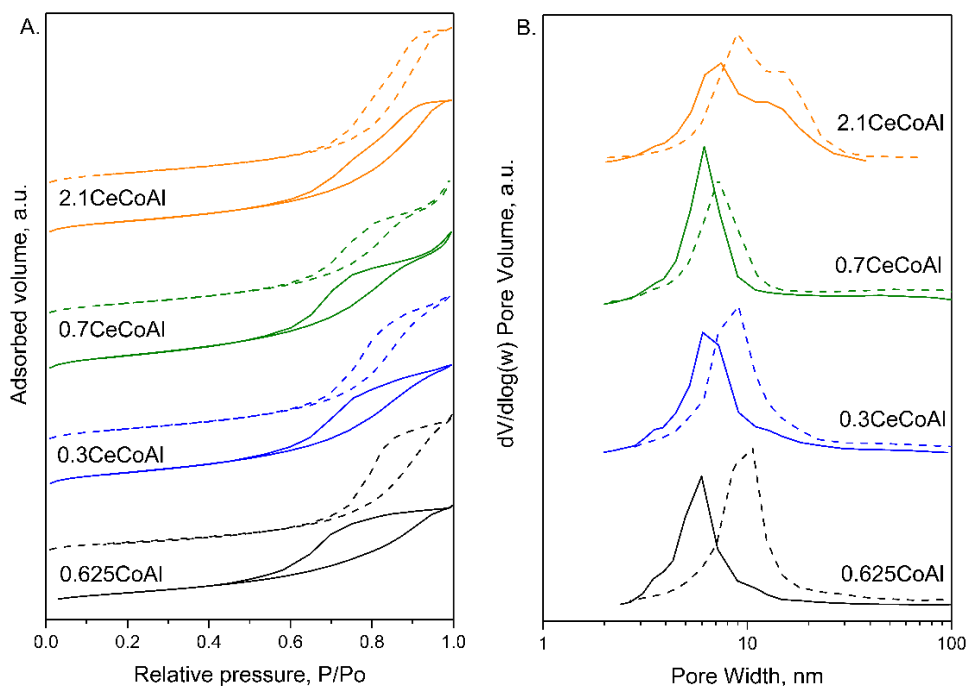 A.
Adsorbed volume, a.u.
2.1CeCoAl
0.7CeCoAl
0.3CeCoAl
0.625CoAl
0.0 0.2 0.4 0.6 0.8 1.0
Relative pressure, P/Po
B.
dV/dlog(w) Pore Volume, a.u.
2.1CeCoAl
0.7CeCoAl
0.3CeCoAl
0.625CoAl
1 10 100
Pore Width, nm